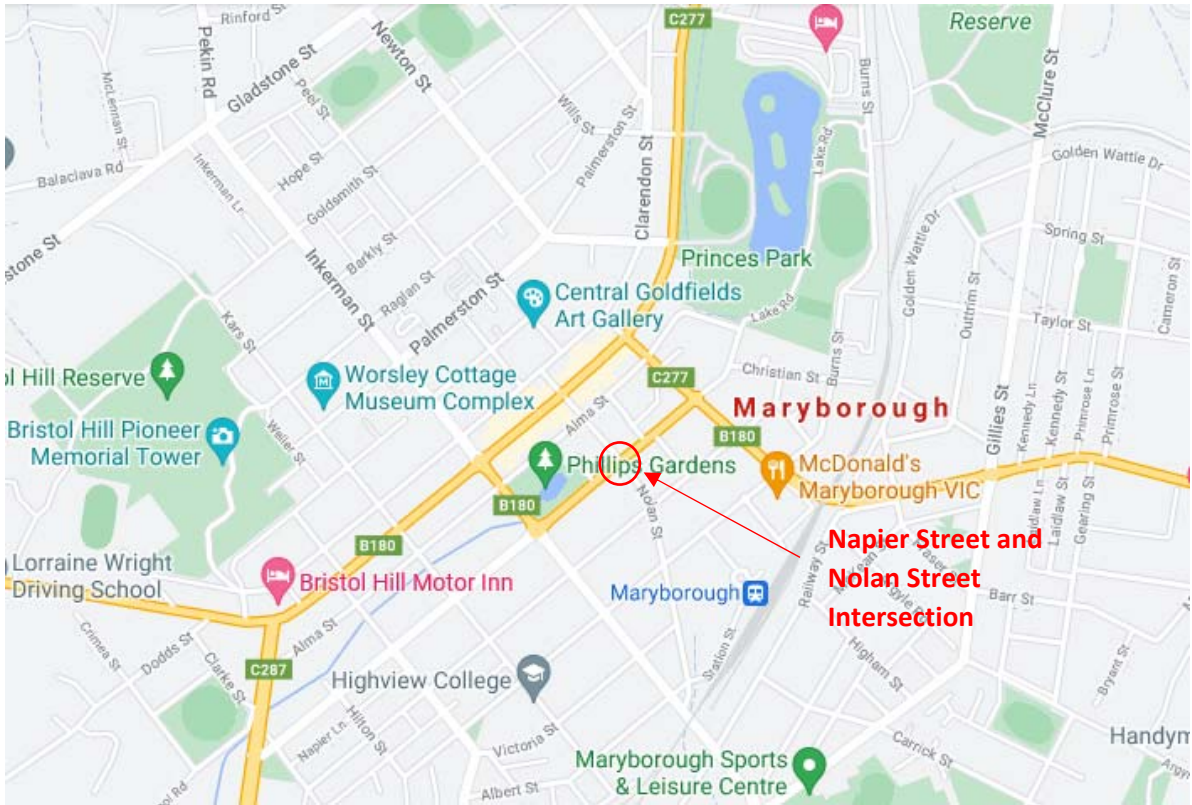 Rinford St
C277
Reserve
Pekin Rd
Newton St
McLennan St
Gladstone St
Peel St
Burns St
McClure St
Wills St
Palmerston St
Clarendon St
Lake Rd
Balaclava Rd
Hope St
Inkerman Ln
Goldsmith St
Golden Wattle Dr
Golden Wattle Dr
Spring St
Cameron St
Outtrim St
stone St
Barkly St
Inkerman St
Raglan St
Princes Park
Lake Rd
Taylor St
Kars St
Palmerston St
Central Goldfields
Art Gallery
Burns St
ol Hill Reserve
Worsley Cottage
Museum Complex
C277
Christian St
Gillies St
Kennedy Ln
Kennedy St
Primrose Ln
Primrose St
Alma St
Maryborough
Bristol Hill Pioneer
Memorial Tower
Weller St
B180
Phillips Gardens
McDonald's
Maryborough VIC
Laidlaw Ln
Laidlaw St
Gearing St
B180
Nolan St
B180
Napier Street and
Nolan Street
Intersection
Lorraine Wright
Driving School
Bristol Hill Motor Inn
Maryborough
Railway St
Barr St
Alma St
Crimea St
Dodds St
Clarke St
C287
Station St
Higham St
Bryant St
Highview College
Napier Ln
Hilton St
Victoria St
Albert St
Carrick St
Handym
Maryborough Sports
& Leisure Centre